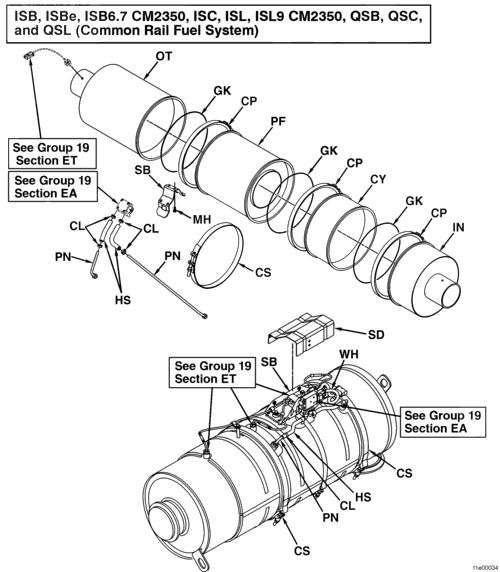 ISB, ISBe, ISB6.7 CM2350, ISC, ISL, ISL9 CM2350, QSB, QSC,
and QSL (Common Rail Fuel System)
OT
GK
CP
PF
See Group 19
Section ET
See Group 19
Section EA
SB
GK
CP
CY
MH
GK
CP
IN
CL
CL
PN
PN
HS
CS
SD
SB
WH
See Group 19
Section ET
See Group 19
Section EA
CS
HS
CL
PN
CS
11e00034